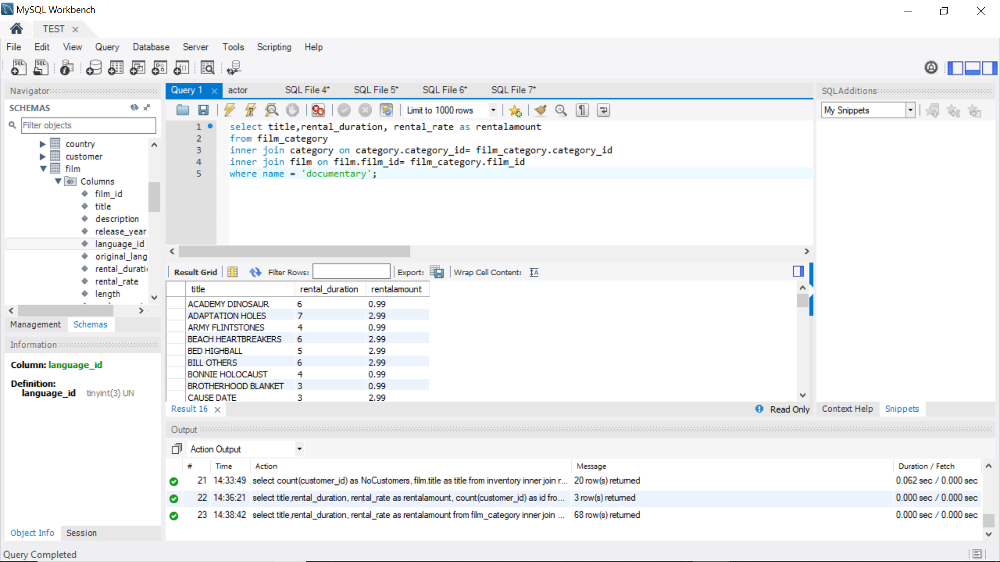 MySQL Workbench
TEST
File Edit View Query Database Server Tools Scripting Help
Navigator
SCHEMAS
Filter objects
country
customer
film
Columns
film_id
title
description
release_year
language_id
original_lang
rental_durati
rental_rate
length
Management Schemas
Information
Column: language_id
Definition:
language_id tinyint(3) UN
Object Info Session
Query Completed
Query 1 actor SQL File 4* SQL File 5* SQL File 6* SQL File 7*
Limit to 1000 rows
1 select title,rental_duration, rental_rate as rentalamount
2 from film_category
3 inner join category on category.category_id= film_category.category_id
4 inner join film on film.film_id= film_category.film_id
5 where name = 'documentary';
Result Grid Filter Rows: Export: Wrap Cell Content:
title rental_duration rentalamount
ACADEMY DINOSAUR 6 0.99
ADAPTATION HOLES 7 2.99
ARMY FLINTSTONES 4 0.99
BEACH HEARTBREAKERS 6 2.99
BED HIGHBALL 5 2.99
BILL OTHERS 6 2.99
BONNIE HOLOCAUST 4 0.99
BROTHERHOOD BLANKET 3 0.99
CAUSE DATE 3 2.99
Result 16 Read Only
SQLAdditions
My Snippets
Context Help Snippets
Output
Action Output
# Time Action Message Duration / Fetch
21 14:33:49 select count(customer_id) as NoCustomers, film.title as title from inventory inner join r... 20 row(s) returned 0.062 sec / 0.000 sec
22 14:36:21 select title,rental_duration, rental_rate as rentalamount, count(customer_id) as id fro... 3 row(s) returned 0.000 sec / 0.000 sec
23 14:38:42 select title,rental_duration, rental_rate as rentalamount from film_category inner join ... 68 row(s) returned 0.000 sec / 0.000 sec